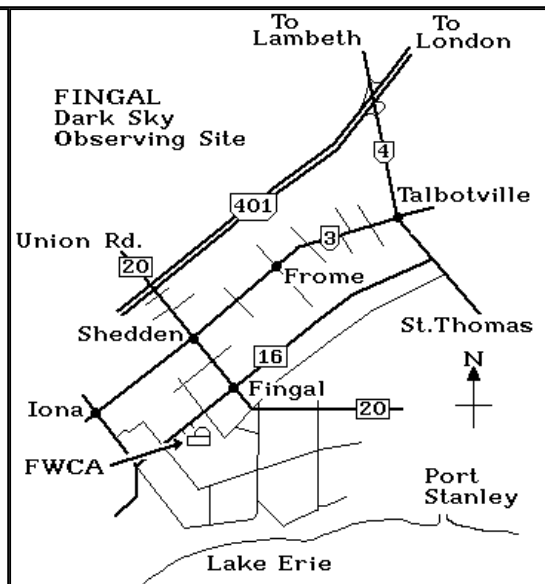 To
Lambeth
To
London
FINGAL
Dark Sky
Observing Site
4
401
Talbotville
Union Rd.
3
20
Frome
Shedden
St.Thomas
16
N
Fingal
Iona
20
FWCA
Port
Stanley
Lake Erie